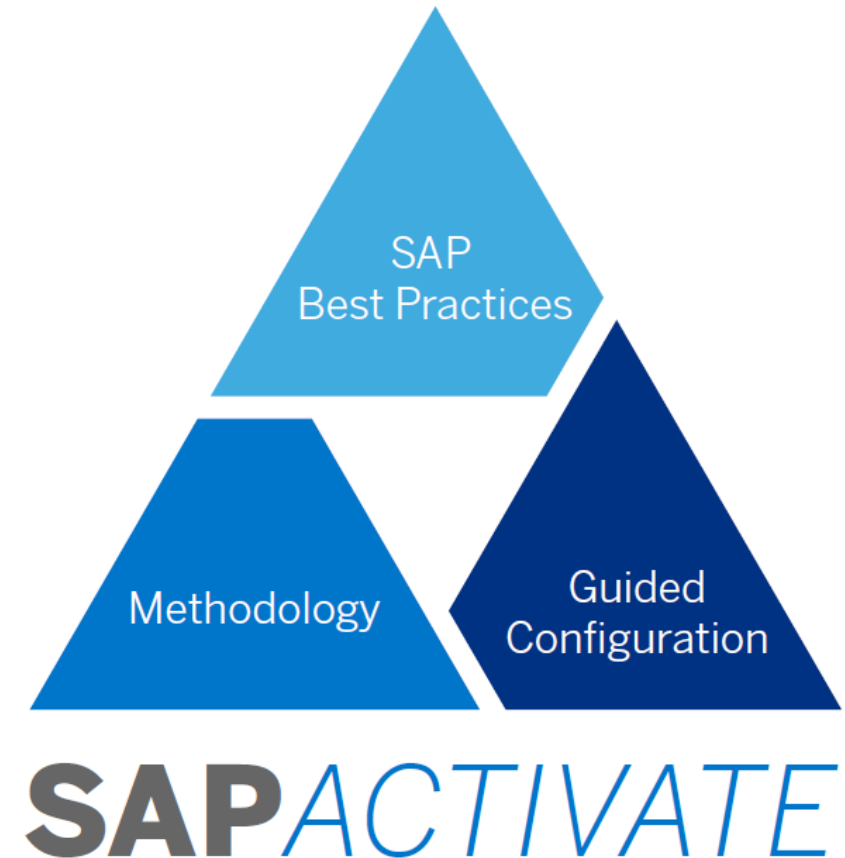 SAP
Best Practices
Methodology
Guided
Configuration
SAPACTIVATE